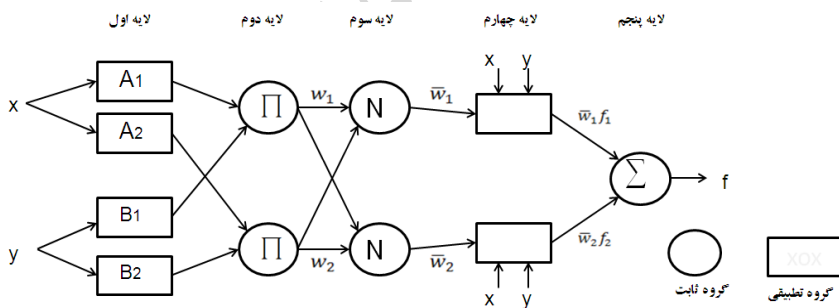 لایه اول
لایه دوم
لایه سوم
لایه چهارم
لایه پنجم
x
y
A1
A2
B1
B2
∏
∏
w₁
w₂
N
N
w̅₁
w̅₂
x y
x y
w̅₁f₁
w̅₂f₂
∑
f
گروه ثابت
xox
گروه تطبیقی